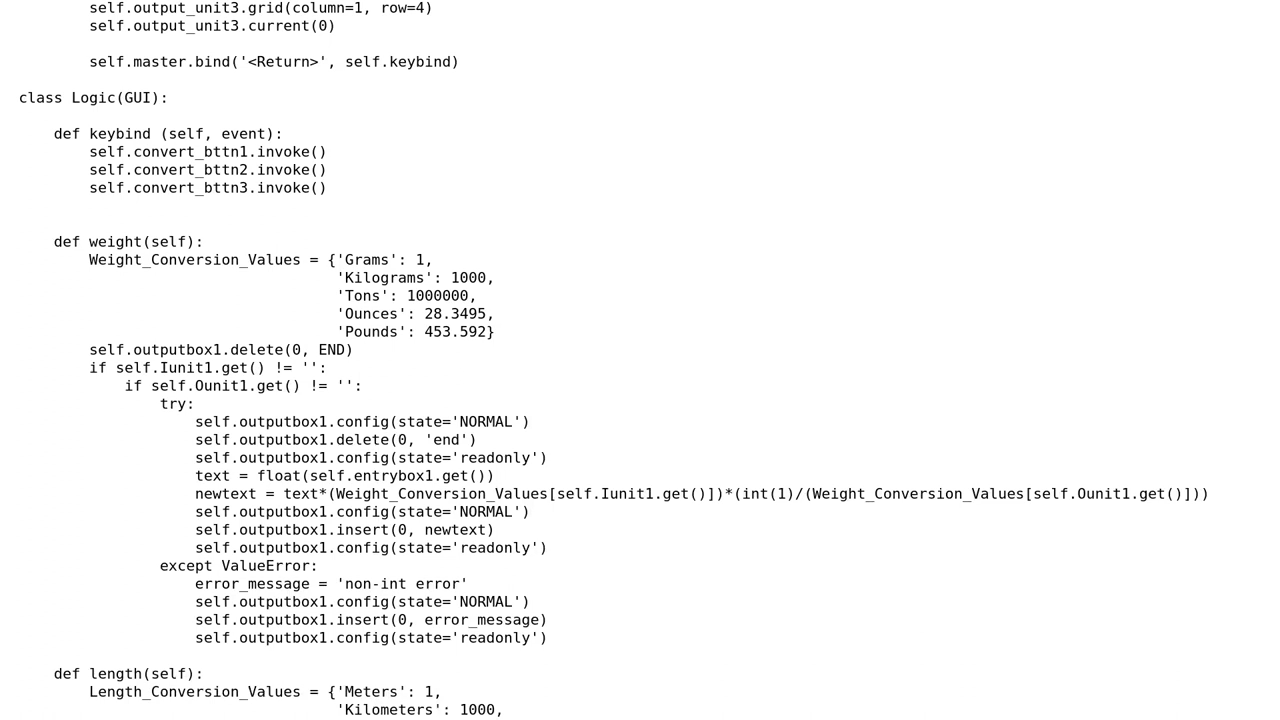 self.output_unit3.grid(column=1, row=4)
        self.output_unit3.current(0)

        self.master.bind('<Return>', self.keybind)

class Logic(GUI):

    def keybind (self, event):
        self.convert_bttn1.invoke()
        self.convert_bttn2.invoke()
        self.convert_bttn3.invoke()


    def weight(self):
        Weight_Conversion_Values = {'Grams': 1,
                                    'Kilograms': 1000,
                                    'Tons': 1000000,
                                    'Ounces': 28.3495,
                                    'Pounds': 453.592}
        self.outputbox1.delete(0, END)
        if self.Iunit1.get() != '':
            if self.Ounit1.get() != '':
                try:
                    self.outputbox1.config(state='NORMAL')
                    self.outputbox1.delete(0, 'end')
                    self.outputbox1.config(state='readonly')
                    text = float(self.entrybox1.get())
                    newtext = text*(Weight_Conversion_Values[self.Iunit1.get()])*(int(1)/(Weight_Conversion_Values[self.Ounit1.get()]))
                    self.outputbox1.config(state='NORMAL')
                    self.outputbox1.insert(0, newtext)
                    self.outputbox1.config(state='readonly')
                except ValueError:
                    error_message = 'non-int error'
                    self.outputbox1.config(state='NORMAL')
                    self.outputbox1.insert(0, error_message)
                    self.outputbox1.config(state='readonly')

    def length(self):
        Length_Conversion_Values = {'Meters': 1,
                                    'Kilometers': 1000,